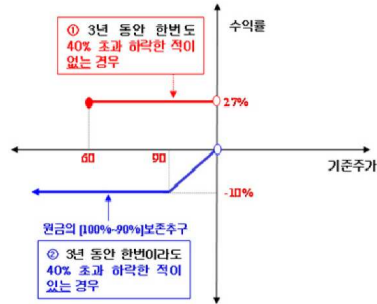 ① 3년 동안 한번도
40% 초과 하락한 적이
없는 경우
수익률
27%
60
90
기준주가
-10%
원금의 [100%~90%]보존추구
② 3년 동안 한번이라도
40% 초과 하락한 적이
있는 경우